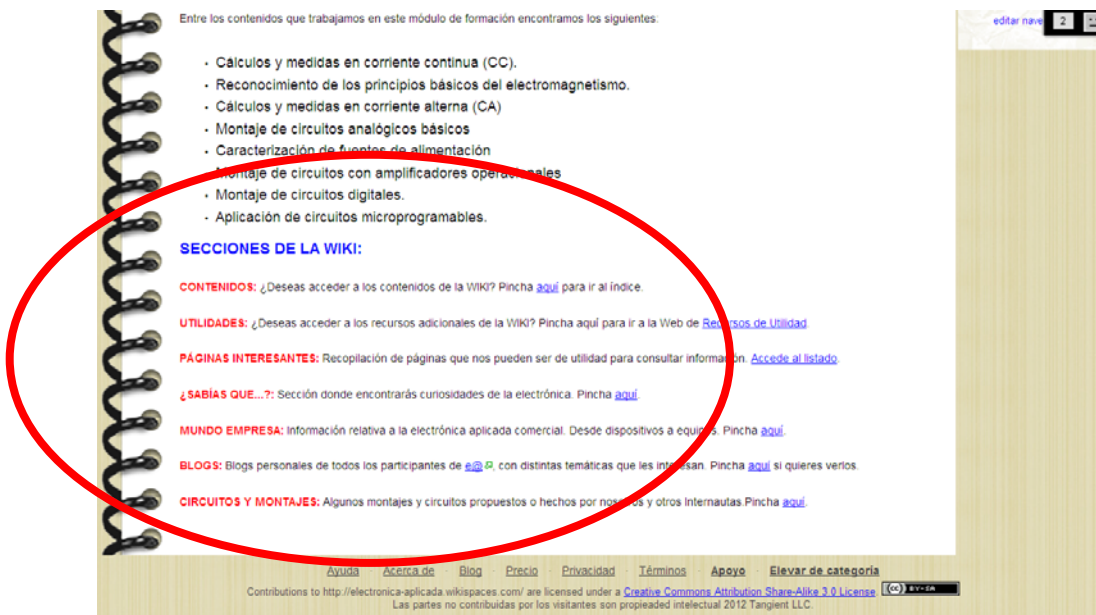 Entre los contenidos que trabajamos en este módulo de formación encontramos los siguientes:
editar nave
2
· Cálculos y medidas en corriente continua (CC).
· Reconocimiento de los principios básicos del electromagnetismo.
· Cálculos y medidas en corriente alterna (CA)
· Montaje de circuitos analógicos básicos
· Caracterización de fuentes de alimentación
· Montaje de circuitos con amplificadores operacionales
· Montaje de circuitos digitales.
· Aplicación de circuitos microprogramables.
SECCIONES DE LA WIKI:
CONTENIDOS: ¿Deseas acceder a los contenidos de la WIKI? Pincha aquí para ir al índice.
UTILIDADES: ¿Deseas acceder a los recursos adicionales de la WIKI? Pincha aquí para ir a la Web de Recursos de Utilidad.
PÁGINAS INTERESANTES: Recopilación de páginas que nos pueden ser de utilidad para consultar información. Accede al listado.
¿SABÍAS QUE...?: Sección donde encontrarás curiosidades de la electrónica. Pincha aquí.
MUNDO EMPRESA: Información relativa a la electrónica aplicada comercial. Desde dispositivos a equipos. Pincha aquí.
BLOGS: Blogs personales de todos los participantes de e@, con distintas temáticas que les interesan. Pincha aquí si quieres verlos.
CIRCUITOS Y MONTAJES: Algunos montajes y circuitos propuestos o hechos por nosotros y otros Internautas.Pincha aquí.
Ayuda · Acerca de · Blog · Precio · Privacidad · Términos · Apoyo · Elevar de categoría
Contributions to http://electronica-aplicada.wikispaces.com/ are licensed under a Creative Commons Attribution Share-Alike 3.0 License. (cc) BY-SA
Las partes no contribuidas por los visitantes son propieaded intelectual 2012 Tangient LLC.